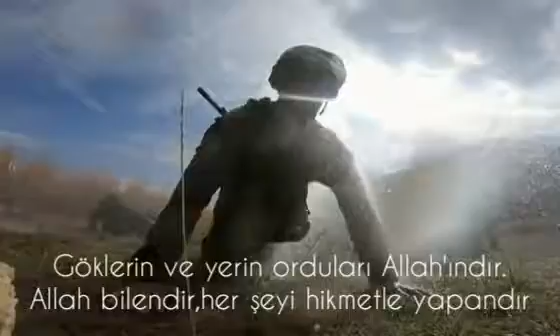 Göklerin ve yerin orduları Allah'ındır.
Allah bilendir,her şeyi hikmetle yapandır